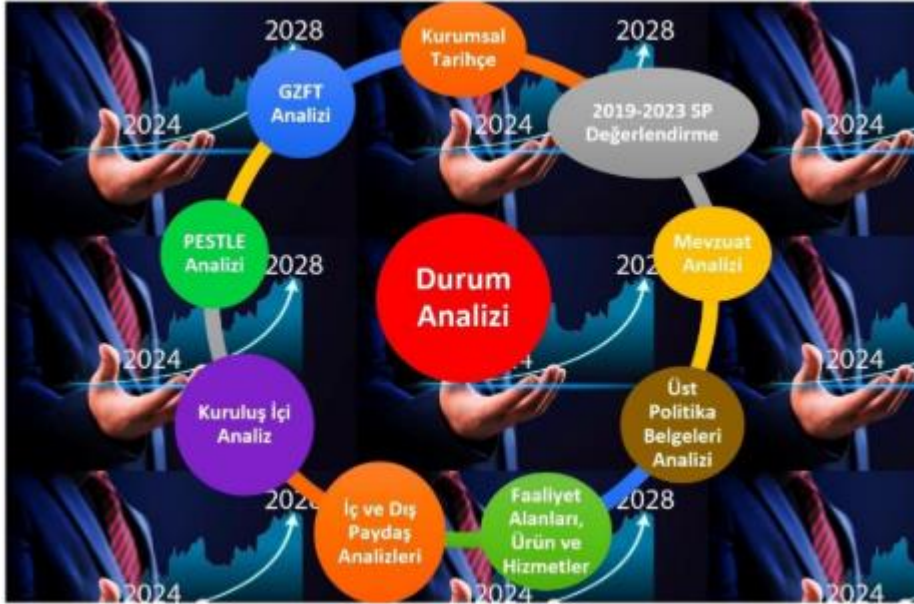 2028
2024
Kurumsal
Tarihçe
2028
2024
2019-2023 SP
Değerlendirme
GZFT
Analizi
Mevzuat
Analizi
PESTLE
Analizi
2028
2024
Durum
Analizi
2024
Üst
Politika
Belgeleri
Analizi
Kuruluş İçi
Analiz
Faaliyet
Alanları,
Ürün ve
Hizmetler
İç ve Dış
Paydaş
Analizleri
2028
2024
2028
2024